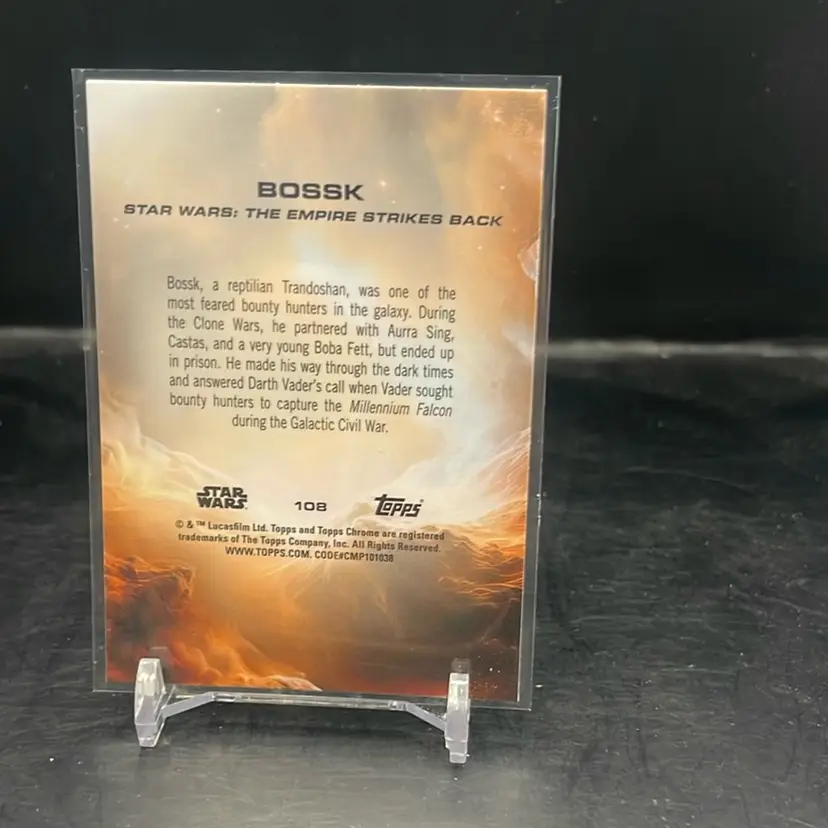 BOSSK
STAR WARS: THE EMPIRE STRIKES BACK
Bossk, a reptilian Trandoshan, was one of the
most feared bounty hunters in the galaxy. During
the Clone Wars, he partnered with Aurra Sing,
Castas, and a very young Boba Fett, but ended up
in prison. He made his way through the dark times
and answered Darth Vader's call when Vader sought
bounty hunters to capture the Millennium Falcon
during the Galactic Civil War.
STAR WARS 108 Topps®
© & ™ Lucasfilm Ltd. Topps and Topps Chrome are registered
trademarks of The Topps Company, Inc. All Rights Reserved.
WWW.TOPPS.COM. CODE#CMP101038